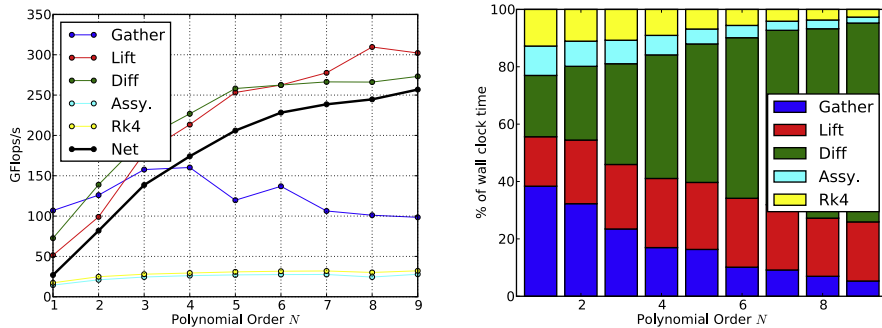 350
300
250
200
150
100
50
0
GFlops/s
Gather
Lift
Diff
Assy.
Rk4
Net
1 2 3 4 5 6 7 8 9
Polynomial Order N
100
80
60
40
20
0
% of wall clock time
Gather
Lift
Diff
Assy.
Rk4
2 4 6 8
Polynomial Order N